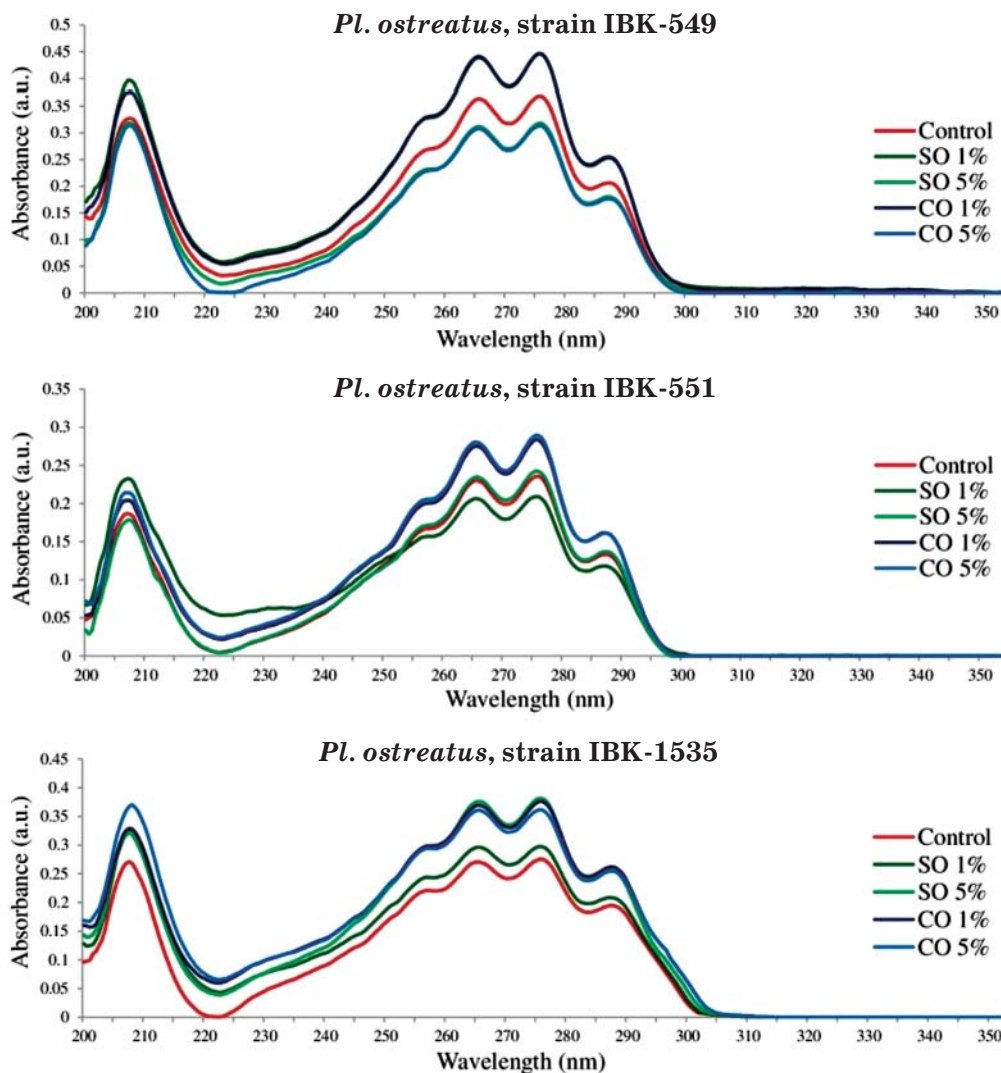 Pl. ostreatus, strain IBK-549
Absorbance (a.u.)
0.5
0.45
0.4
0.35
0.3
0.25
0.2
0.15
0.1
0.05
0
200 210 220 230 240 250 260 270 280 290 300 310 320 330 340 350
Wavelength (nm)
Control
SO 1%
SO 5%
CO 1%
CO 5%
Pl. ostreatus, strain IBK-551
Absorbance (a.u.)
0.35
0.3
0.25
0.2
0.15
0.1
0.05
0
200 210 220 230 240 250 260 270 280 290 300 310 320 330 340 350
Wavelength (nm)
Control
SO 1%
SO 5%
CO 1%
CO 5%
Pl. ostreatus, strain IBK-1535
Absorbance (a.u.)
0.45
0.4
0.35
0.3
0.25
0.2
0.15
0.1
0.05
0
200 210 220 230 240 250 260 270 280 290 300 310 320 330 340 350
Wavelength (nm)
Control
SO 1%
SO 5%
CO 1%
CO 5%